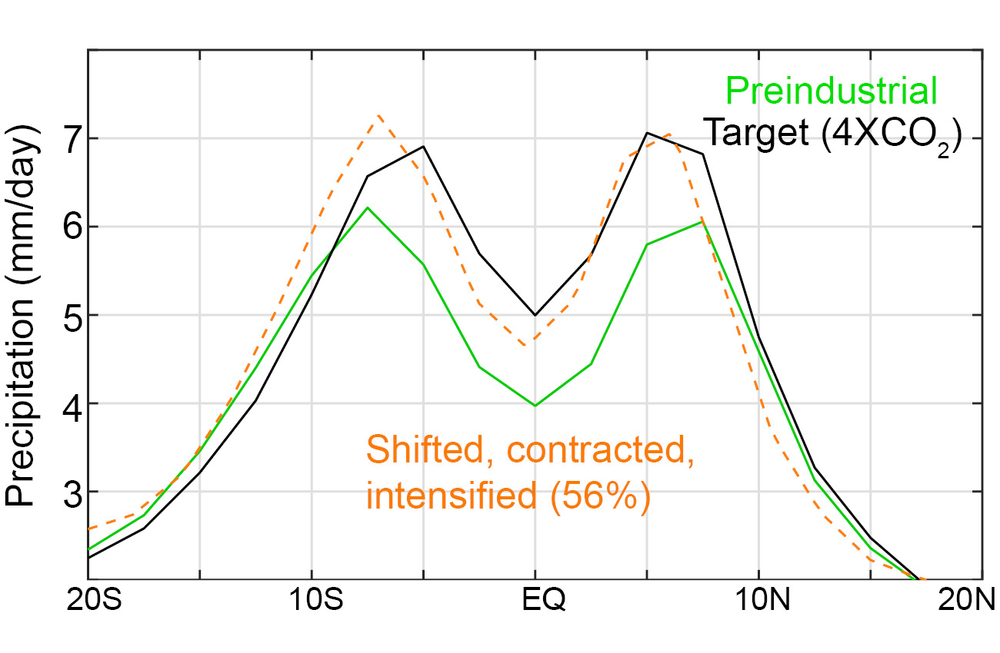 Preindustrial
Target (4XCO₂)
Precipitation (mm/day)
7
6
5
4
3
Shifted, contracted,
intensified (56%)
20S 10S EQ 10N 20N